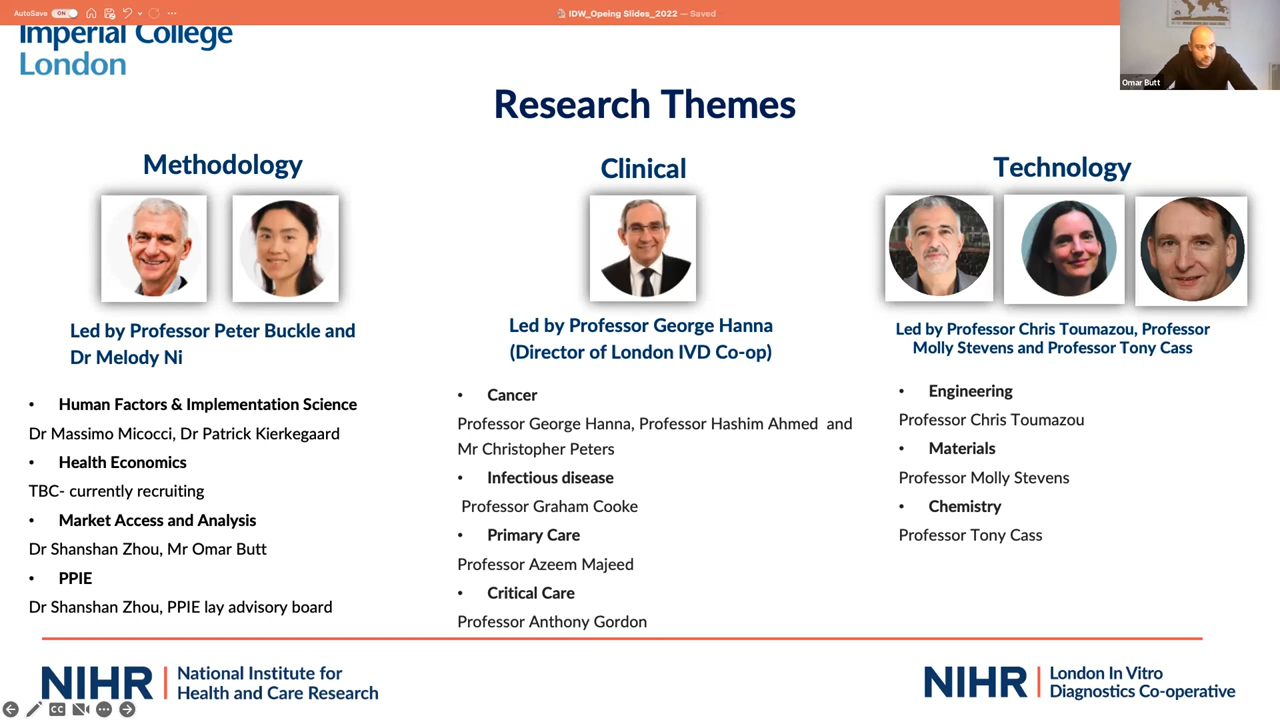 AutoSave ON
IDW_Opeing Slides_2022 — Saved
Imperial College
London
Omar Butt
Research Themes
Methodology
Led by Professor Peter Buckle and
Dr Melody Ni
• Human Factors & Implementation Science
Dr Massimo Micocci, Dr Patrick Kierkegaard
• Health Economics
TBC- currently recruiting
• Market Access and Analysis
Dr Shanshan Zhou, Mr Omar Butt
• PPIE
Dr Shanshan Zhou, PPIE lay advisory board
Clinical
Led by Professor George Hanna
(Director of London IVD Co-op)
• Cancer
Professor George Hanna, Professor Hashim Ahmed and
Mr Christopher Peters
• Infectious disease
Professor Graham Cooke
• Primary Care
Professor Azeem Majeed
• Critical Care
Professor Anthony Gordon
Technology
Led by Professor Chris Toumazou, Professor
Molly Stevens and Professor Tony Cass
• Engineering
Professor Chris Toumazou
• Materials
Professor Molly Stevens
• Chemistry
Professor Tony Cass
NIHR | National Institute for
Health and Care Research
NIHR | London In Vitro
Diagnostics Co-operative
CC